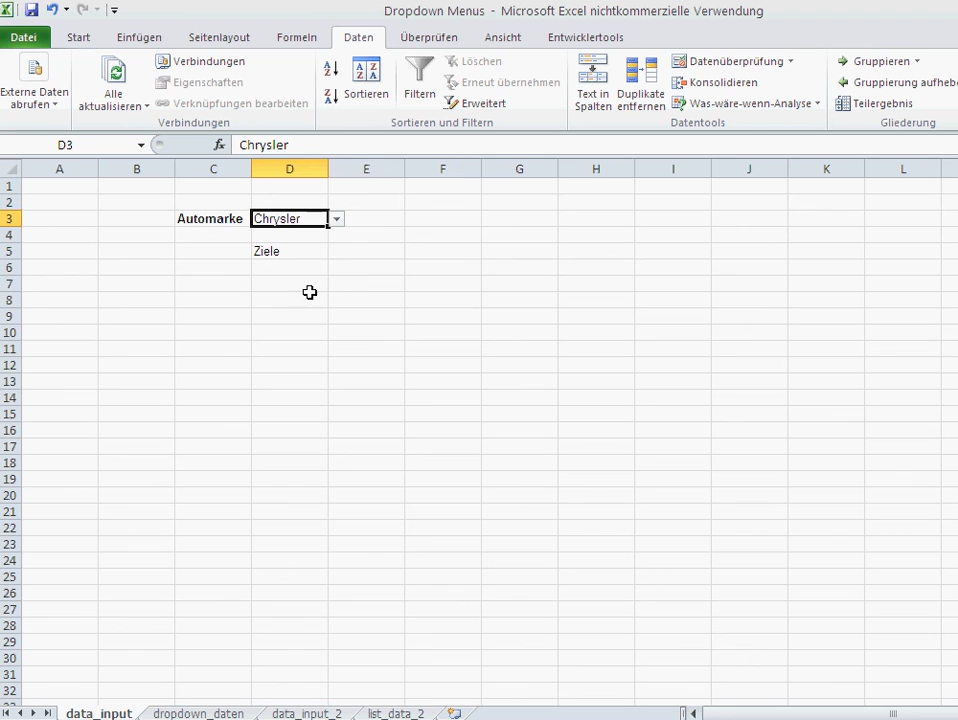 Dropdown Menus - Microsoft Excel nichtkommerzielle Verwendung
Datei Start Einfügen Seitenlayout Formeln Daten Überprüfen Ansicht Entwicklertools
Externe Daten abrufen
Alle aktualisieren
Verbindungen
Eigenschaften
Verknüpfungen bearbeiten
Verbindungen
Sortieren
Filtern
Löschen
Erneut übernehmen
Erweitert
Sortieren und Filtern
Text in Spalten
Duplikate entfernen
Datenüberprüfung
Konsolidieren
Was-wäre-wenn-Analyse
Datentools
Gruppieren
Gruppierung aufheb
Teilergebnis
Gliederung
D3 fx Chrysler
A B C D E F G H I J K L
1
2
3 Automarke Chrysler
4
5 Ziele
6
7
8
9
10
11
12
13
14
15
16
17
18
19
20
21
22
23
24
25
26
27
28
29
30
31
32
data_input dropdown_daten data_input_2 list_data_2